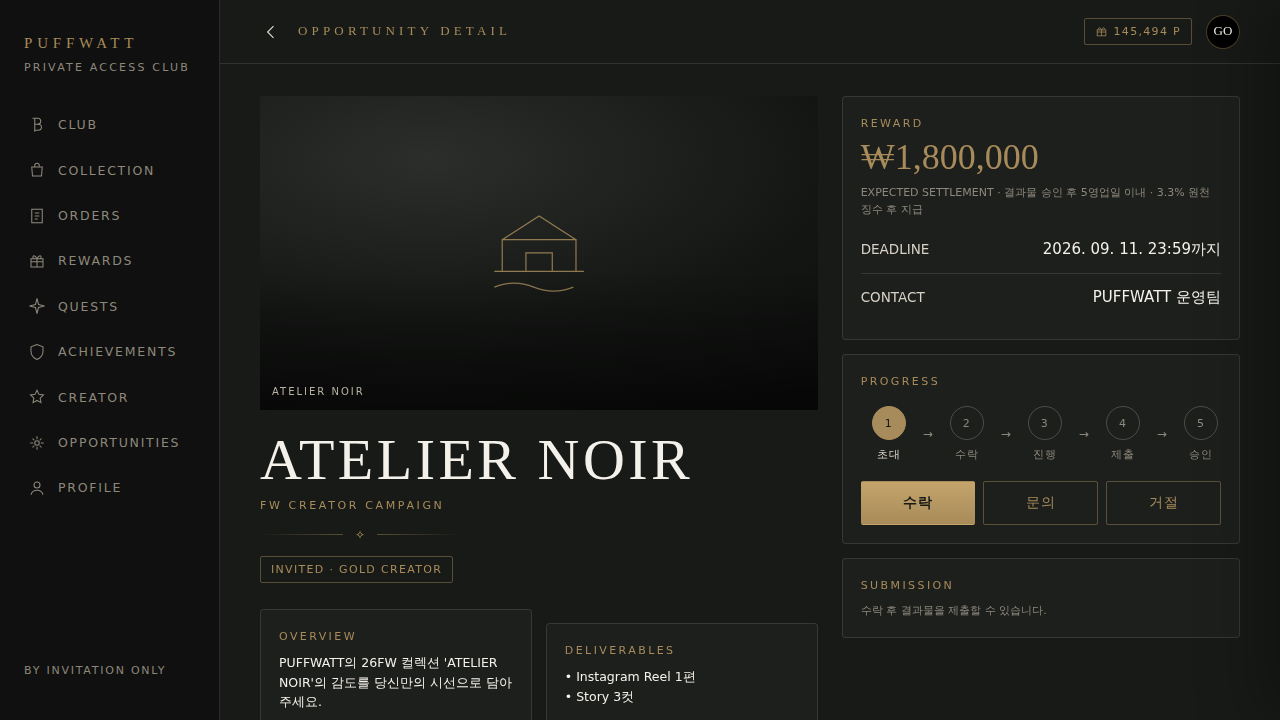 PUFFWATT
PRIVATE ACCESS CLUB
CLUB
COLLECTION
ORDERS
REWARDS
QUESTS
ACHIEVEMENTS
CREATOR
OPPORTUNITIES
PROFILE
BY INVITATION ONLY
OPPORTUNITY DETAIL
145,494 P
GO
ATELIER NOIR
ATELIER NOIR
FW CREATOR CAMPAIGN
INVITED · GOLD CREATOR
OVERVIEW
PUFFWATT의 26FW 컬렉션 'ATELIER
NOIR'의 감도를 당신만의 시선으로 담아
주세요.
DELIVERABLES
• Instagram Reel 1편
• Story 3컷
REWARD
₩1,800,000
EXPECTED SETTLEMENT · 결과물 승인 후 5영업일 이내 · 3.3% 원천
징수 후 지급
DEADLINE 2026. 09. 11. 23:59까지
CONTACT PUFFWATT 운영팀
PROGRESS
1 → 2 → 3 → 4 → 5
초대 수락 진행 제출 승인
수락 문의 거절
SUBMISSION
수락 후 결과물을 제출할 수 있습니다.